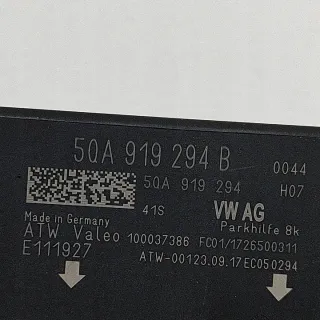 5QA 919 294 B 0044
5QA 919 294 H07
41S VW AG
Made in Germany Parkhilfe 8k
ATW Valeo 100037386 FC01/1726500311
E111927 ATW-00123.09.17EC050294